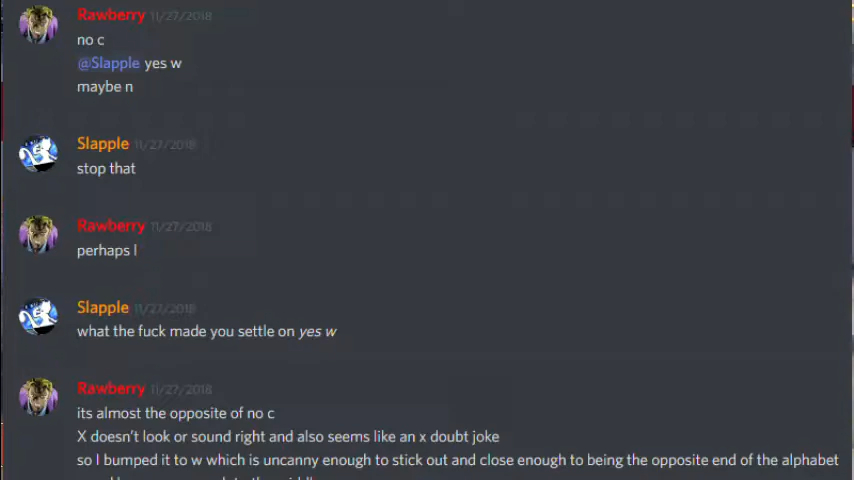 Rawberry 11/27/2018
no c
@Slapple yes w
maybe n
Slapple 11/27/2018
stop that
Rawberry 11/27/2018
perhaps l
Slapple 11/27/2018
what the fuck made you settle on yes w
Rawberry 11/27/2018
its almost the opposite of no c
X doesn't look or sound right and also seems like an x doubt joke
so I bumped it to w which is uncanny enough to stick out and close enough to being the opposite end of the alphabet